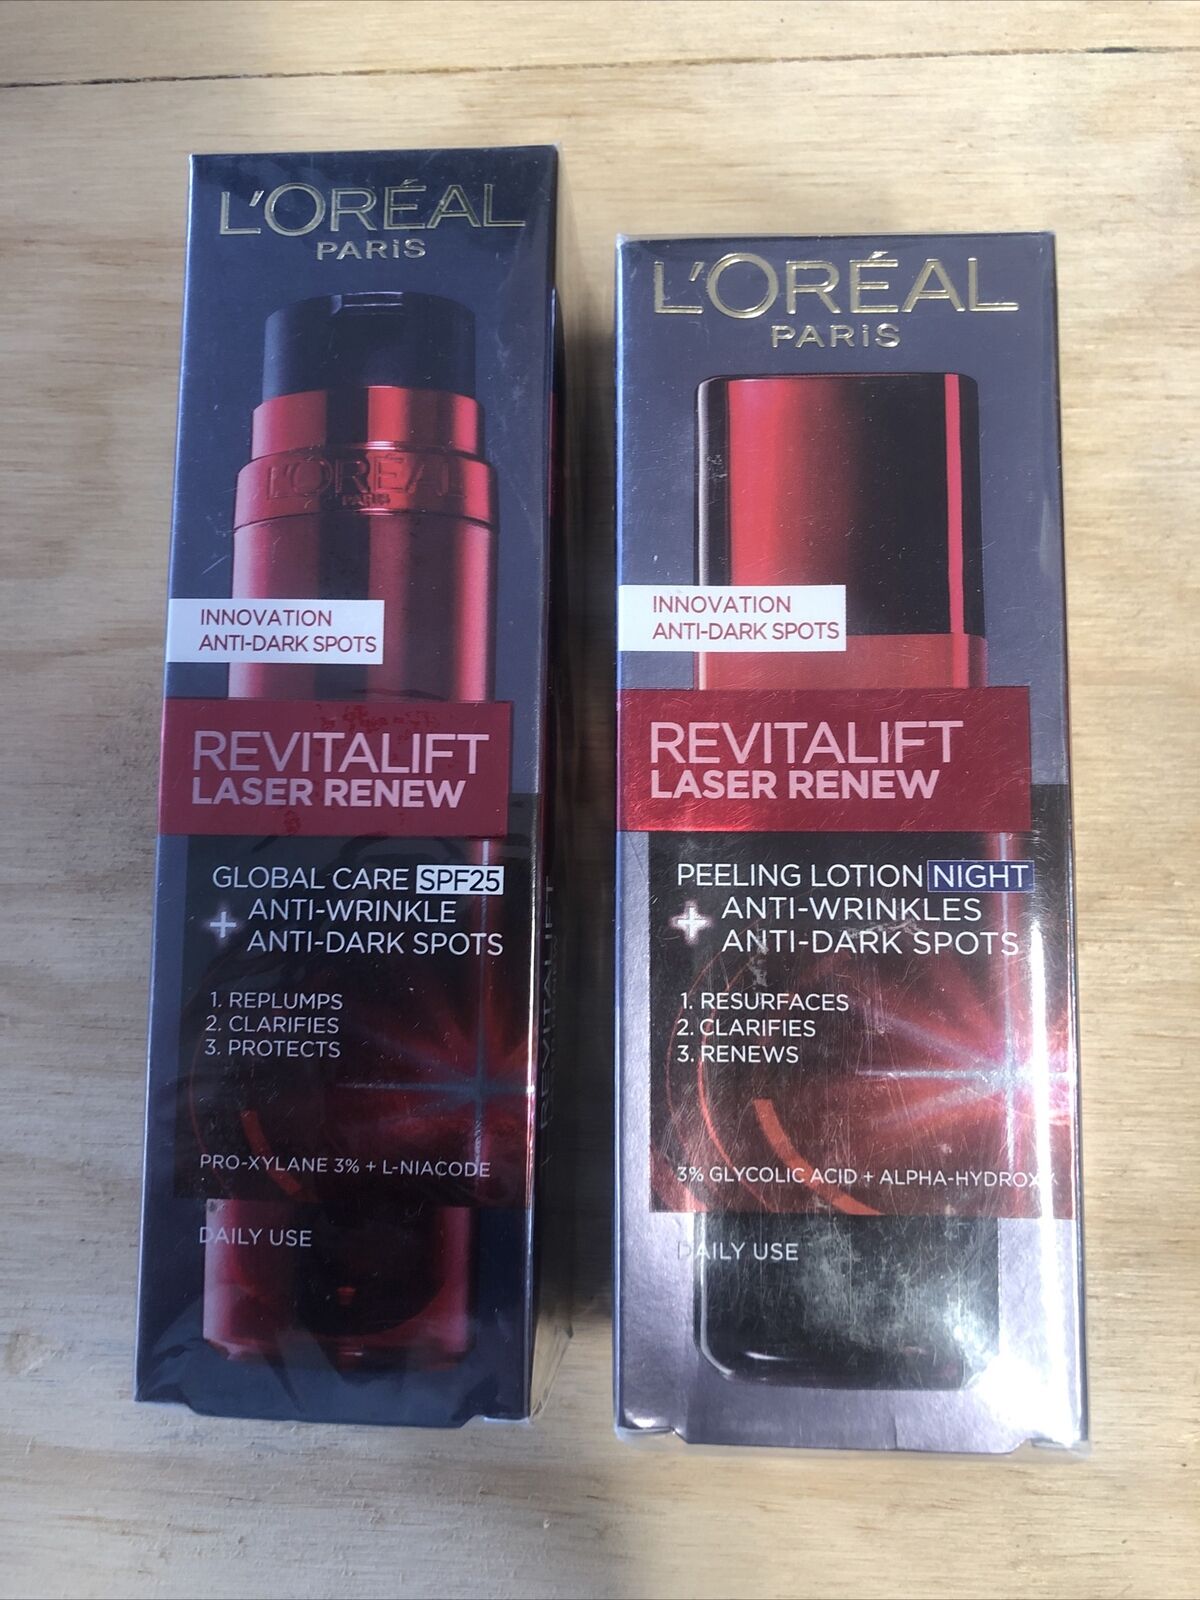 L'ORÉAL
PARiS
L'ORÉAL
PARIS
INNOVATION
ANTI-DARK SPOTS
REVITALIFT
LASER RENEW
GLOBAL CARE SPF25
+ ANTI-WRINKLE
ANTI-DARK SPOTS
1. REPLUMPS
2. CLARIFIES
3. PROTECTS
PRO-XYLANE 3% + L-NIACODE
DAILY USE
REVITALIFT
L'ORÉAL
PARiS
INNOVATION
ANTI-DARK SPOTS
REVITALIFT
LASER RENEW
PEELING LOTION NIGHT
+ ANTI-WRINKLES
ANTI-DARK SPOTS
1. RESURFACES
2. CLARIFIES
3. RENEWS
3% GLYCOLIC ACID + ALPHA-HYDROXY
DAILY USE